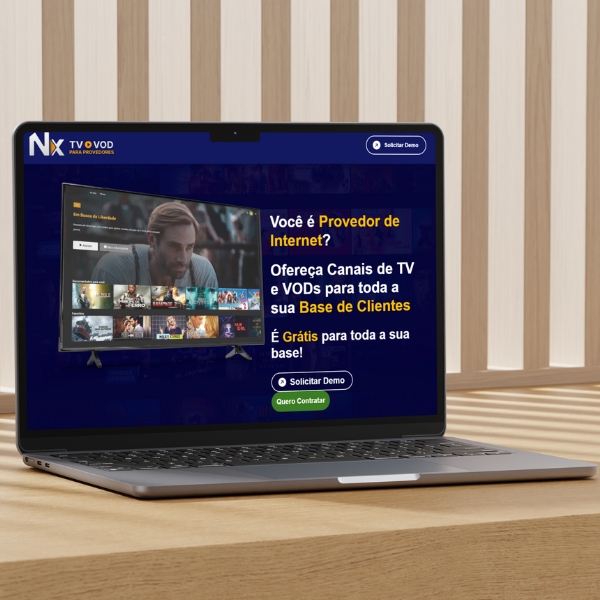 Nx TV VOD
PARA PROVEDORES
Solicitar Demo
Em Busca da Liberdade
Você é Provedor de
Internet?
Ofereça Canais de TV
e VODs para toda a
sua Base de Clientes
É Grátis para toda a sua
base!
Solicitar Demo
Quero Contratar